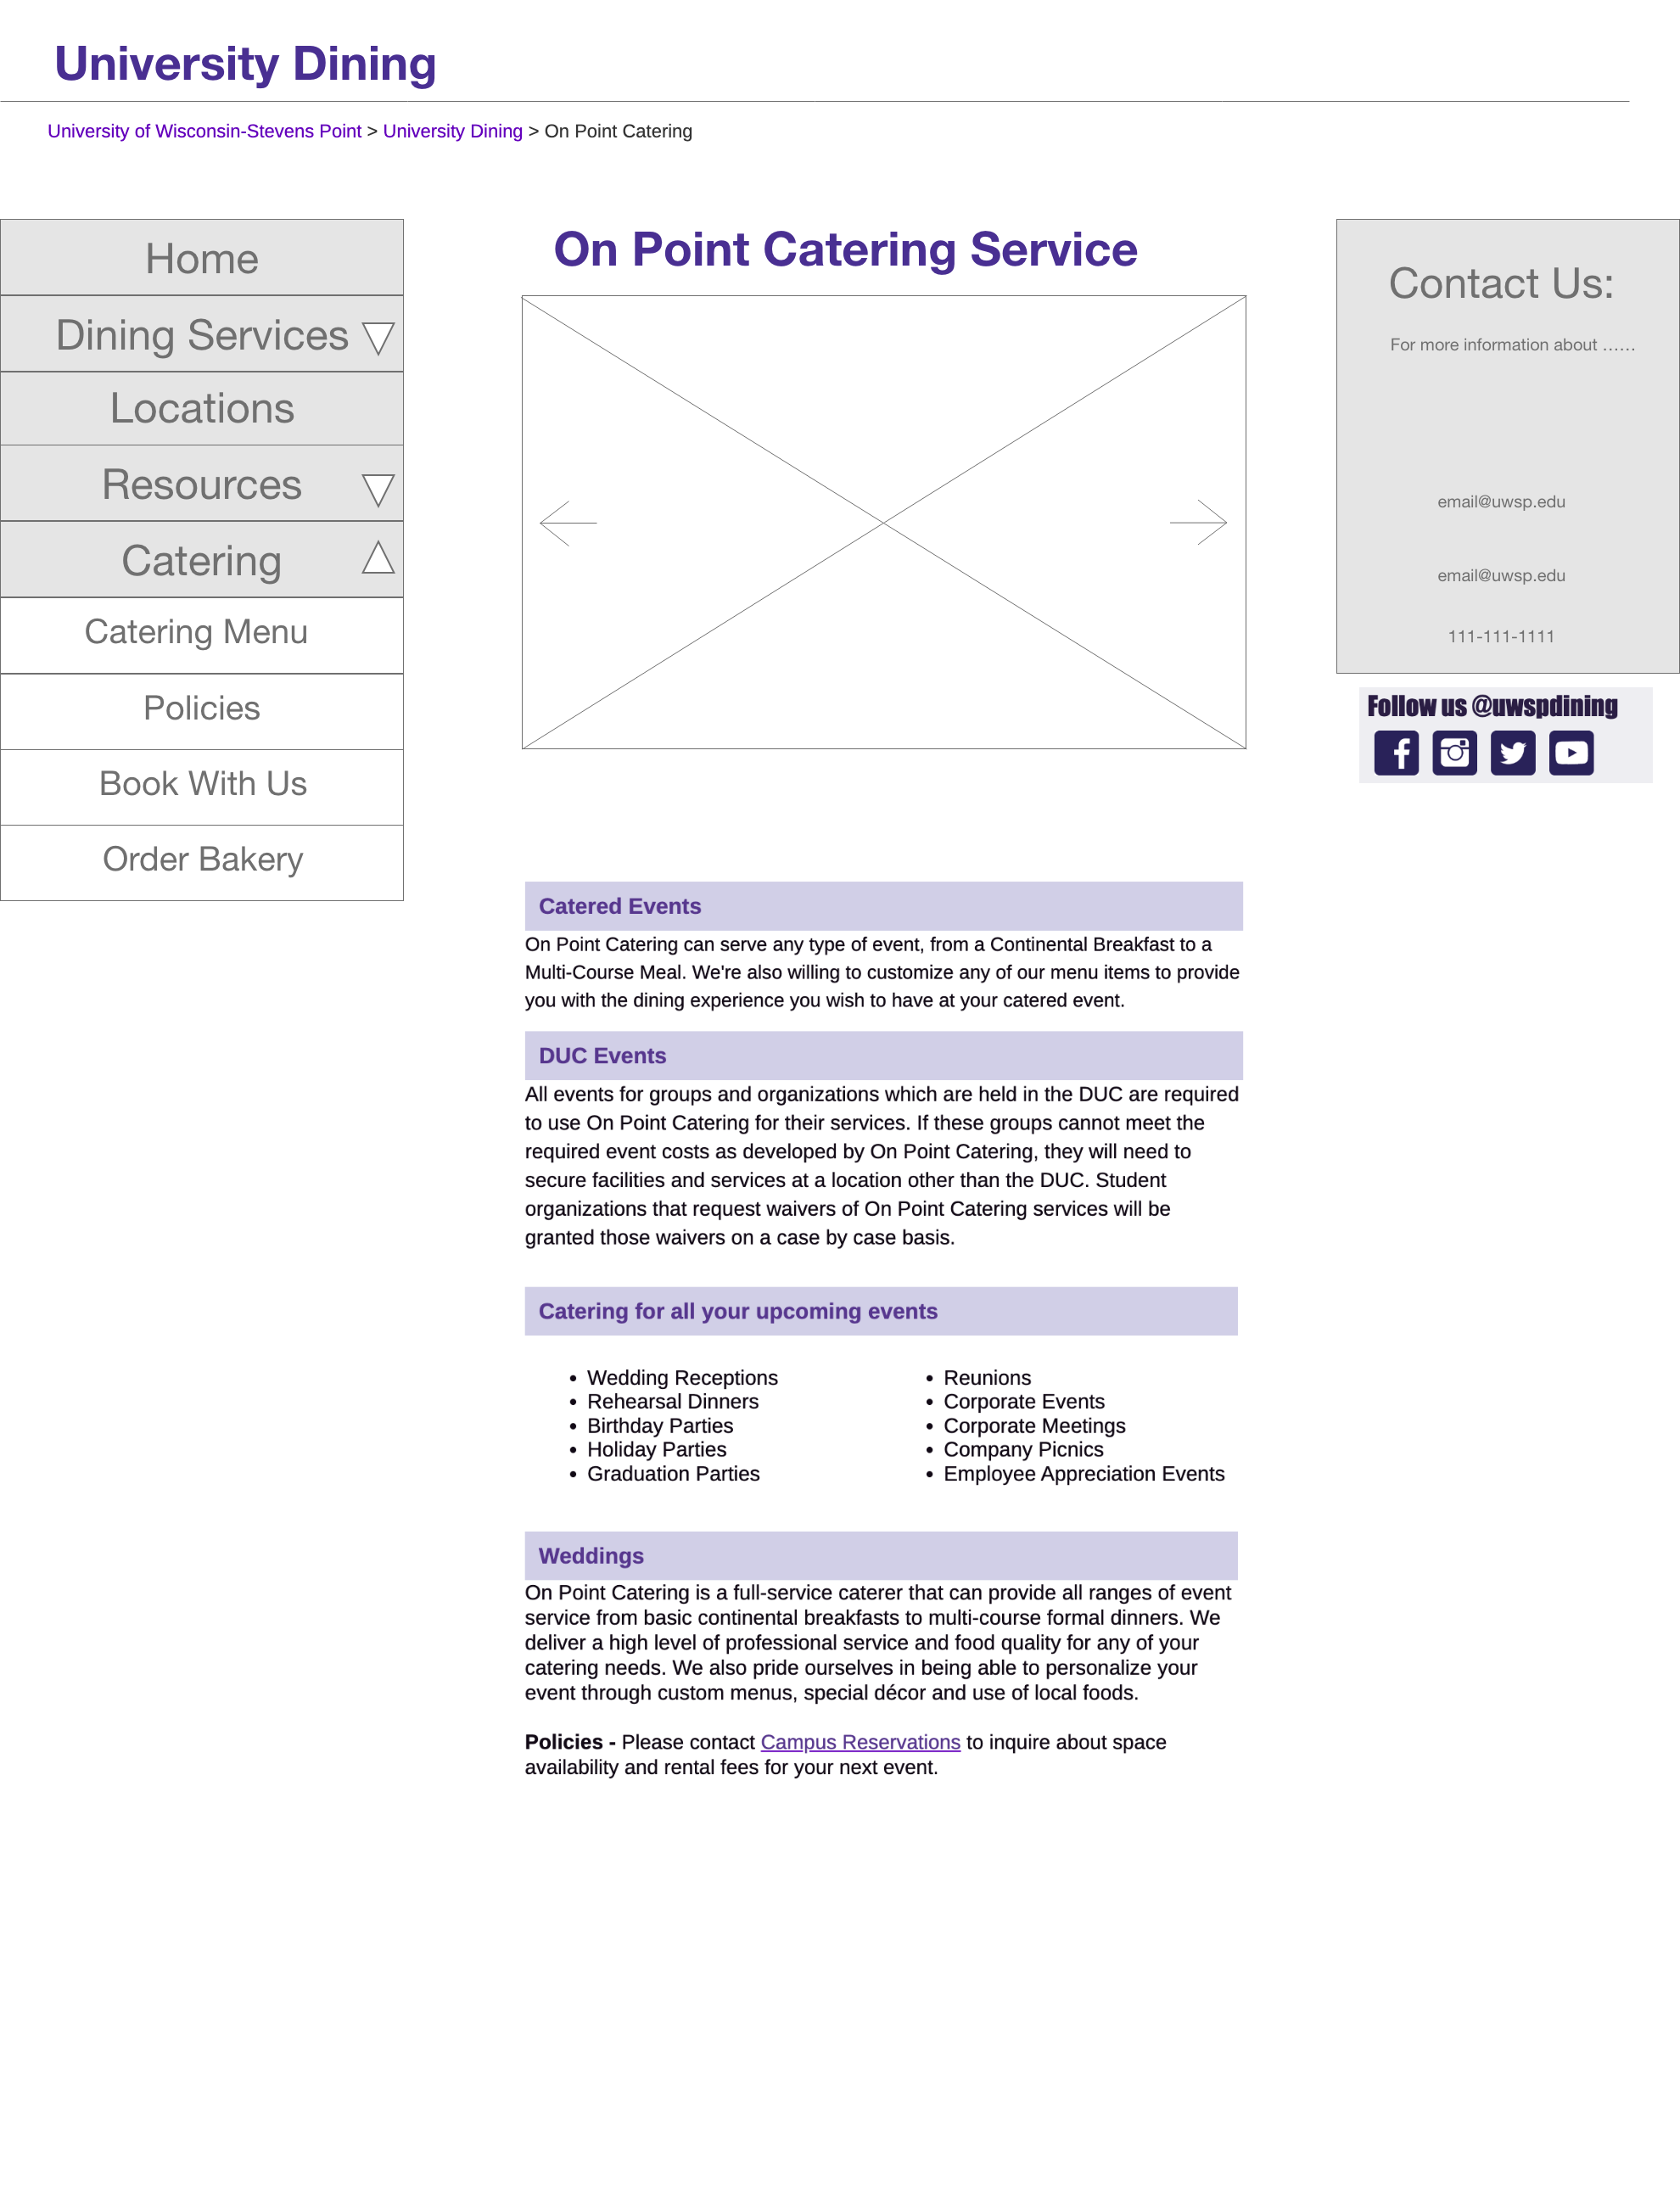 University Dining
University of Wisconsin-Stevens Point > University Dining > On Point Catering
Home
Dining Services
Locations
Resources
Catering
Catering Menu
Policies
Book With Us
Order Bakery
On Point Catering Service
Contact Us:
For more information about ……
email@uwsp.edu
email@uwsp.edu
111-111-1111
Follow us @uwspdining
Catered Events
On Point Catering can serve any type of event, from a Continental Breakfast to a
Multi-Course Meal. We're also willing to customize any of our menu items to provide
you with the dining experience you wish to have at your catered event.
DUC Events
All events for groups and organizations which are held in the DUC are required
to use On Point Catering for their services. If these groups cannot meet the
required event costs as developed by On Point Catering, they will need to
secure facilities and services at a location other than the DUC. Student
organizations that request waivers of On Point Catering services will be
granted those waivers on a case by case basis.
Catering for all your upcoming events
• Wedding Receptions
• Rehearsal Dinners
• Birthday Parties
• Holiday Parties
• Graduation Parties
• Reunions
• Corporate Events
• Corporate Meetings
• Company Picnics
• Employee Appreciation Events
Weddings
On Point Catering is a full-service caterer that can provide all ranges of event
service from basic continental breakfasts to multi-course formal dinners. We
deliver a high level of professional service and food quality for any of your
catering needs. We also pride ourselves in being able to personalize your
event through custom menus, special décor and use of local foods.
Policies - Please contact Campus Reservations to inquire about space
availability and rental fees for your next event.